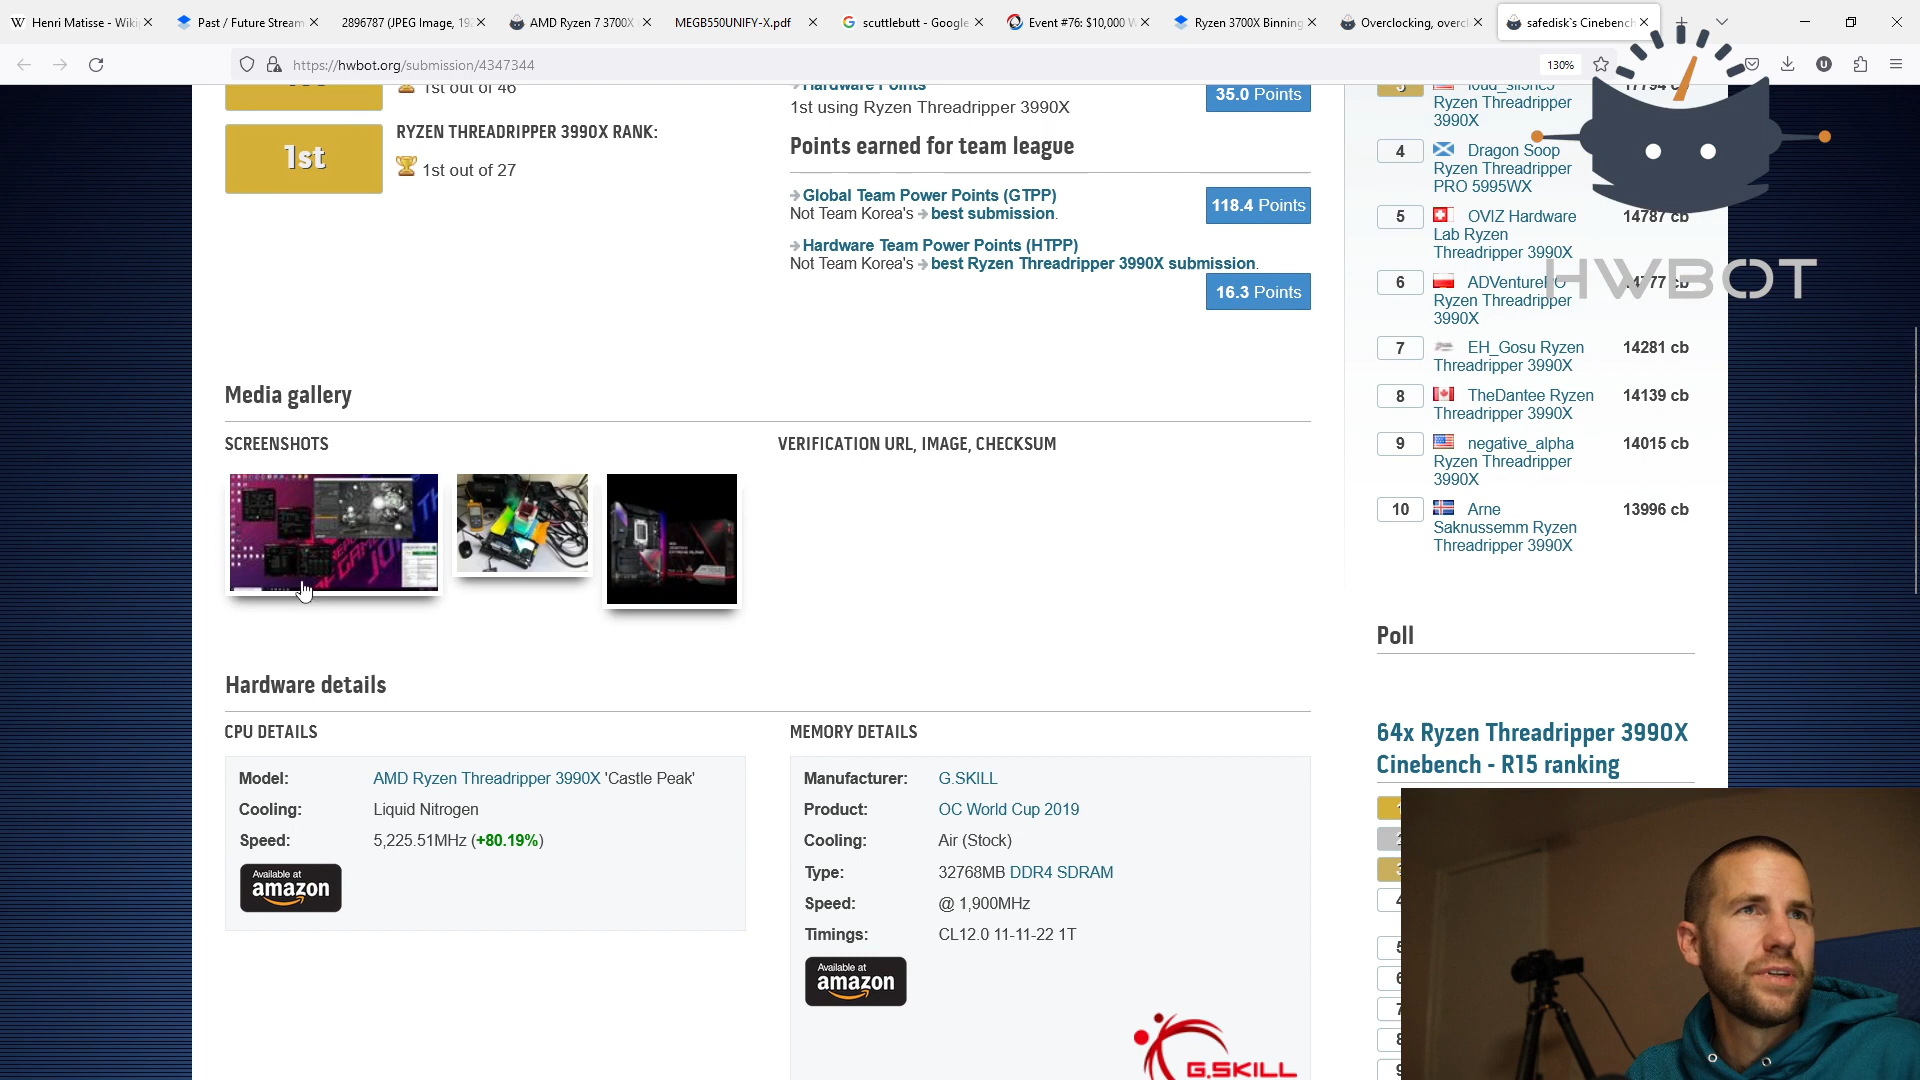 Henri Matisse - Wiki
Past / Future Stream
2896787 (JPEG Image, 19
AMD Ryzen 7 3700X
MEGB550UNIFY-X.pdf
scuttlebutt - Google
Event #76: $10,000 W
Ryzen 3700X Binning
Overclocking, overcl
safedisk`s Cinebench
https://hwbot.org/submission/4347344
130%
1st out of 46
1st
RYZEN THREADRIPPER 3990X RANK:
1st out of 27
Hardware Points
1st using Ryzen Threadripper 3990X
35.0 Points
Points earned for team league
Global Team Power Points (GTPP)
Not Team Korea's best submission.
118.4 Points
Hardware Team Power Points (HTPP)
Not Team Korea's best Ryzen Threadripper 3990X submission.
16.3 Points
Media gallery
SCREENSHOTS
VERIFICATION URL, IMAGE, CHECKSUM
Hardware details
CPU DETAILS
Model: AMD Ryzen Threadripper 3990X 'Castle Peak'
Cooling: Liquid Nitrogen
Speed: 5,225.51MHz (+80.19%)
Available at
amazon
MEMORY DETAILS
Manufacturer: G.SKILL
Product: OC World Cup 2019
Cooling: Air (Stock)
Type: 32768MB DDR4 SDRAM
Speed: @ 1,900MHz
Timings: CL12.0 11-11-22 1T
Available at
amazon
G.SKILL
Ryzen Threadripper
3990X
4 Dragon Soop
Ryzen Threadripper
PRO 5995WX
5 OVIZ Hardware 14787 cb
Lab Ryzen
Threadripper 3990X
6
Ryzen Threadripper
3990X
HWBOT
7 EH_Gosu Ryzen 14281 cb
Threadripper 3990X
8 TheDantee Ryzen 14139 cb
Threadripper 3990X
9 negative_alpha 14015 cb
Ryzen Threadripper
3990X
10 Arne 13996 cb
Saknussemm Ryzen
Threadripper 3990X
Poll
64x Ryzen Threadripper 3990X
Cinebench - R15 ranking